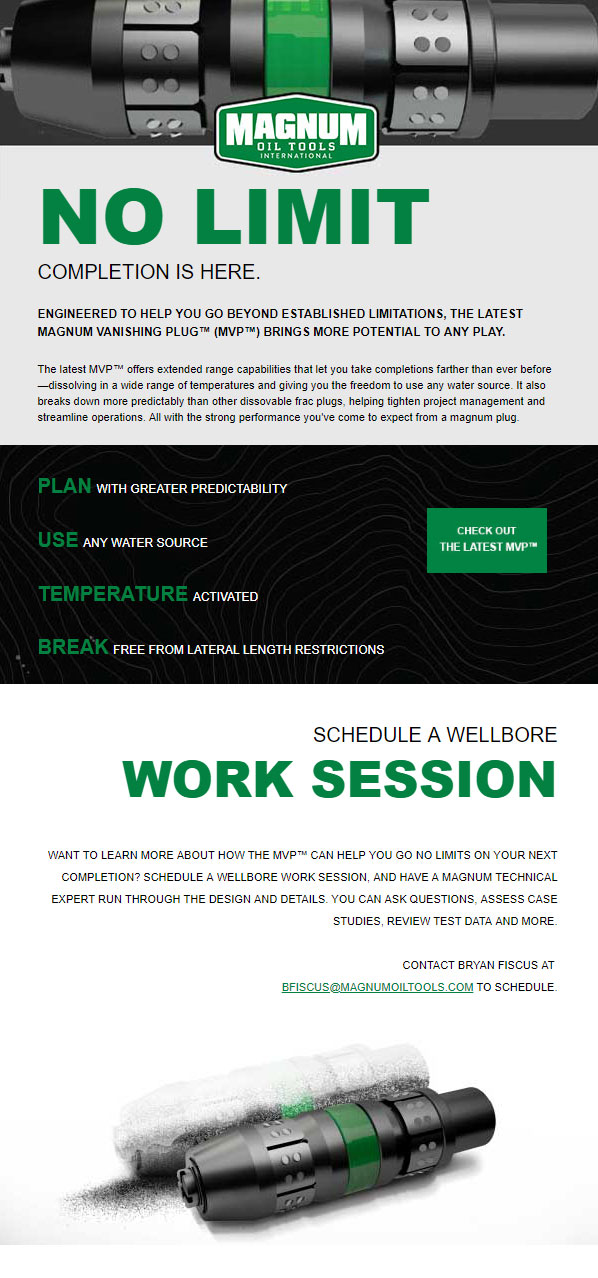 MAGNUM
OIL TOOLS
INTERNATIONAL
NO LIMIT
COMPLETION IS HERE.
ENGINEERED TO HELP YOU GO BEYOND ESTABLISHED LIMITATIONS, THE LATEST
MAGNUM VANISHING PLUG™ (MVP™) BRINGS MORE POTENTIAL TO ANY PLAY.
The latest MVP™ offers extended range capabilities that let you take completions farther than ever before
—dissolving in a wide range of temperatures and giving you the freedom to use any water source. It also
breaks down more predictably than other dissovable frac plugs, helping tighten project management and
streamline operations. All with the strong performance you've come to expect from a magnum plug.
PLAN WITH GREATER PREDICTABILITY
USE ANY WATER SOURCE
TEMPERATURE ACTIVATED
BREAK FREE FROM LATERAL LENGTH RESTRICTIONS
CHECK OUT
THE LATEST MVP™
SCHEDULE A WELLBORE
WORK SESSION
WANT TO LEARN MORE ABOUT HOW THE MVP™ CAN HELP YOU GO NO LIMITS ON YOUR NEXT
COMPLETION? SCHEDULE A WELLBORE WORK SESSION, AND HAVE A MAGNUM TECHNICAL
EXPERT RUN THROUGH THE DESIGN AND DETAILS. YOU CAN ASK QUESTIONS, ASSESS CASE
STUDIES, REVIEW TEST DATA AND MORE.
CONTACT BRYAN FISCUS AT
BFISCUS@MAGNUMOILTOOLS.COM TO SCHEDULE.